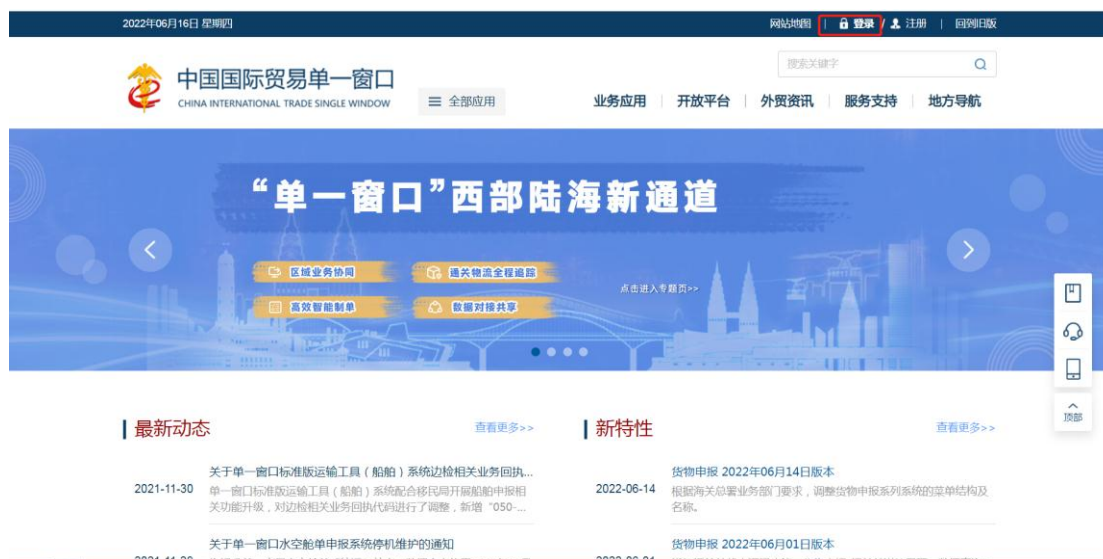 2022年06月16日 星期四
网站地图 | 登录 / 注册 | 回到旧版
搜索关键字
中国国际贸易单一窗口
CHINA INTERNATIONAL TRADE SINGLE WINDOW
全部应用
业务应用 | 开放平台 | 外贸资讯 | 服务支持 | 地方导航
“单一窗口”西部陆海新通道
区域业务协同
通关物流全程追踪
点击进入专题页>>
高效智能制单
数据对接共享
顶部
最新动态
查看更多>>
关于单一窗口标准版运输工具（船舶）系统边检相关业务回执...
2021-11-30
单一窗口标准版运输工具（船舶）系统配合移民局开展船舶申报相
关功能升级，对边检相关业务回执代码进行了调整，新增“050-...
关于单一窗口水空舱单申报系统停机维护的通知
新特性
查看更多>>
货物申报 2022年06月14日版本
2022-06-14
根据海关总署业务部门要求，调整货物申报系列系统的菜单结构及
名称。
货物申报 2022年06月01日版本